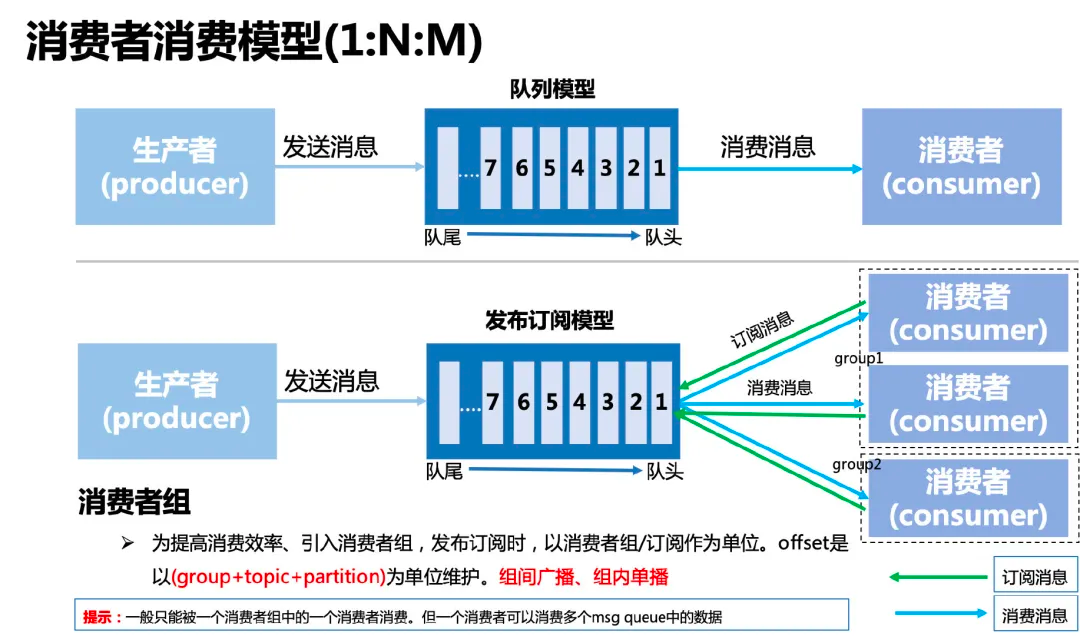 消费者消费模型(1:N:M)
队列模型
生产者
(producer)
发送消息
....
7 6 5 4 3 2 1
消费消息
消费者
(consumer)
队尾
队头
发布订阅模型
生产者
(producer)
发送消息
....
7 6 5 4 3 2 1
队尾
队头
订阅消息
消费消息
消费者
(consumer)
group1
消费者
(consumer)
group2
消费者
(consumer)
消费者组
➢ 为提高消费效率、引入消费者组，发布订阅时，以消费者组/订阅作为单位。offset是
以(group+topic+partition)为单位维护。组间广播、组内单播
提示：一般只能被一个消费者组中的一个消费者消费。但一个消费者可以消费多个msg queue中的数据
订阅消息
消费消息